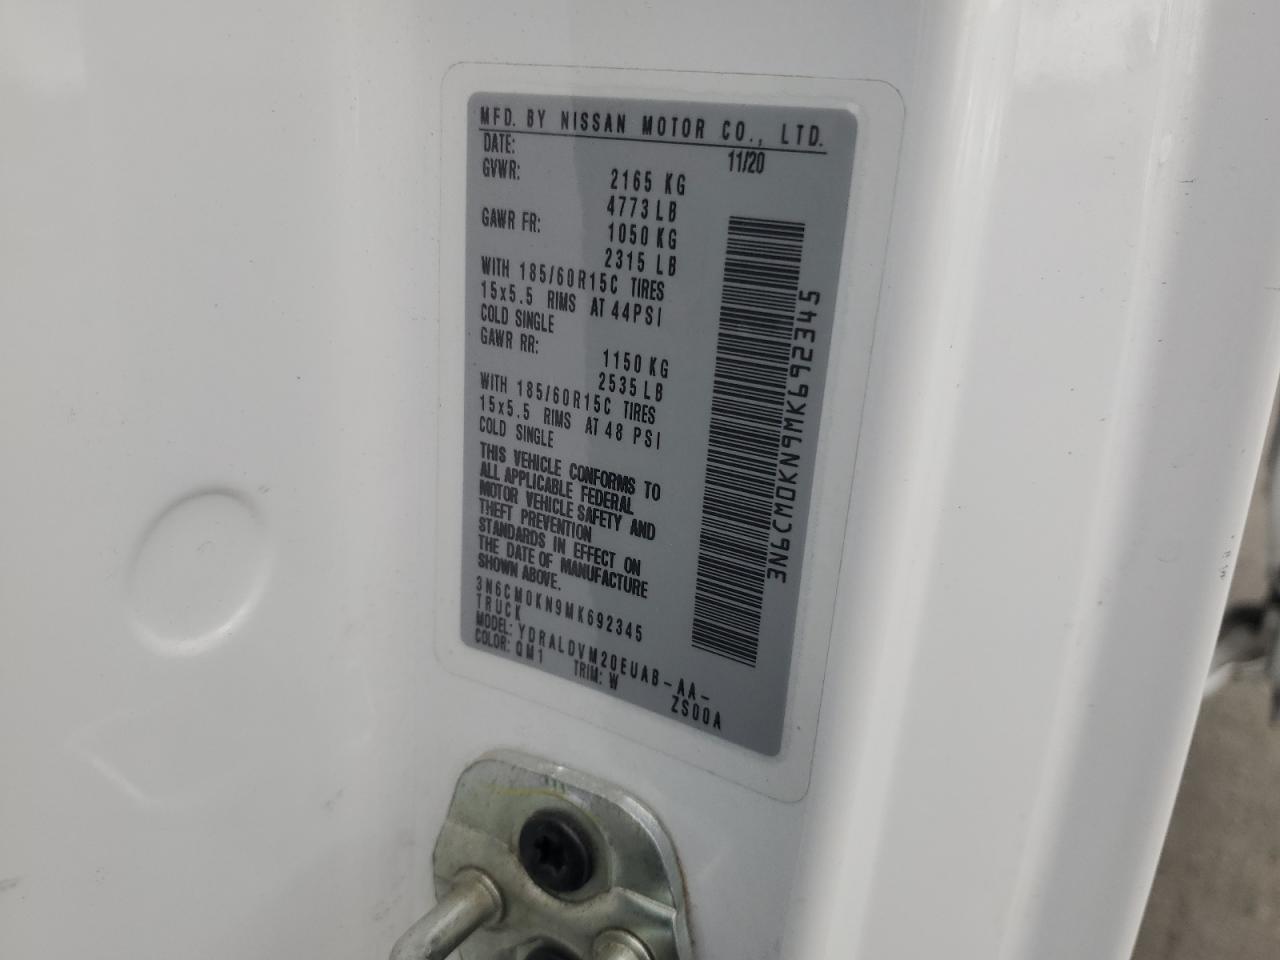 MFD. BY NISSAN MOTOR CO., LTD.
DATE: 11/20
GVWR: 2165 KG
4773 LB
GAWR FR: 1050 KG
2315 LB
WITH 185/60R15C TIRES
15x5.5 RIMS AT 44PSI
COLD SINGLE
GAWR RR: 1150 KG
2535 LB
WITH 185/60R15C TIRES
15x5.5 RIMS AT 48 PSI
COLD SINGLE
THIS VEHICLE CONFORMS TO
ALL APPLICABLE FEDERAL
MOTOR VEHICLE SAFETY AND
THEFT PREVENTION
STANDARDS IN EFFECT ON
THE DATE OF MANUFACTURE
SHOWN ABOVE.
3N6CM0KN9MK692345
TRUCK
MODEL: YDRALDVM20EUAB-AA-
ZS00A
COLOR: QM1 TRIM: W
3N6CM0KN9MK692345